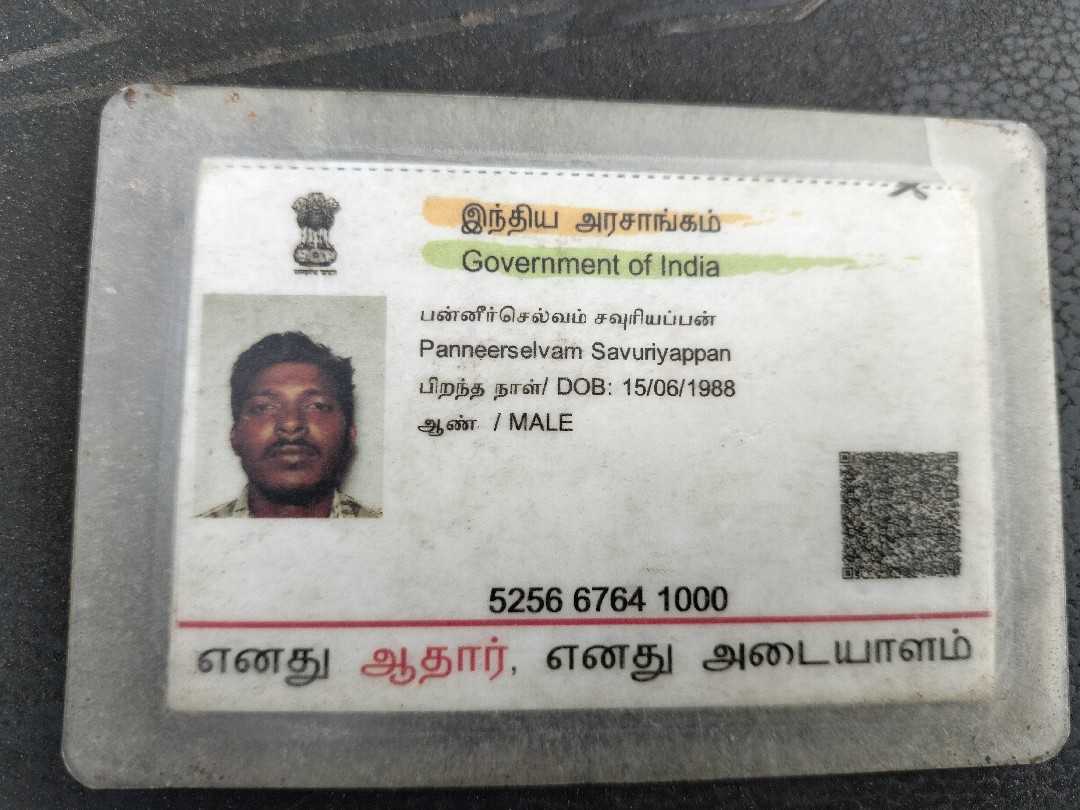 இந்திய அரசாங்கம்
Government of India
பன்னீர்செல்வம் சவுரியப்பன்
Panneerselvam Savuriyappan
பிறந்த நாள்/ DOB: 15/06/1988
ஆண் / MALE
5256 6764 1000
எனது ஆதார், எனது அடையாளம்